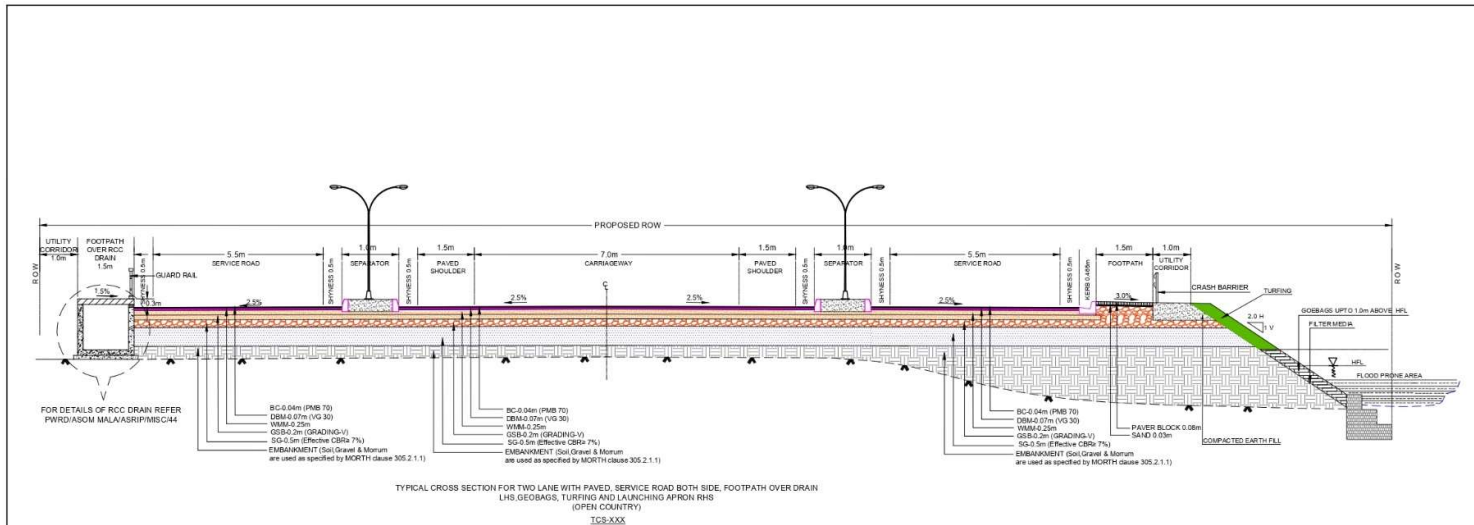 PROPOSED ROW
ROW
UTILITY CORRIDOR 1.0m
FOOTPATH OVER RCC DRAIN 1.5m
SHYNESS 0.5m
5.5m
SERVICE ROAD
SHYNESS 0.5m
1.0m
SEPARATOR
SHYNESS 0.5m
1.5m
PAVED SHOULDER
7.0m
CARRIAGEWAY
1.5m
PAVED SHOULDER
SHYNESS 0.5m
1.0m
SEPARATOR
SHYNESS 0.5m
5.5m
SERVICE ROAD
SHYNESS 0.5m
KERB 0.465m
1.5m
FOOTPATH
1.0m
UTILITY CORRIDOR
ROW
GUARD RAIL
CRASH BARRIER
TURFING
GOEBAGS UPTO 1.0m ABOVE HFL
FILTER MEDIA
1.5%
0.3m
2.5%
2.5%
2.5%
2.5%
3.0%
2.0 H
1 V
HFL
FLOOD PRONE AREA
FOR DETAILS OF RCC DRAIN REFER
PWRD/ASOM MALA/ASRIP/MISC/44
BC-0.04m (PMB 70)
DBM-0.07m (VG 30)
WMM-0.25m
GSB-0.2m (GRADING-V)
SG-0.5m (Effective CBR≥ 7%)
EMBANKMENT (Soil,Gravel & Morrum
are used as specified by MORTH clause 305.2.1.1)
BC-0.04m (PMB 70)
DBM-0.07m (VG 30)
WMM-0.25m
GSB-0.2m (GRADING-V)
SG-0.5m (Effective CBR≥ 7%)
EMBANKMENT (Soil,Gravel & Morrum
are used as specified by MORTH clause 305.2.1.1)
BC-0.04m (PMB 70)
DBM-0.07m (VG 30)
WMM-0.25m
GSB-0.2m (GRADING-V)
SG-0.5m (Effective CBR≥ 7%)
EMBANKMENT (Soil,Gravel & Morrum
are used as specified by MORTH clause 305.2.1.1)
PAVER BLOCK 0.08m
SAND 0.03m
COMPACTED EARTH FILL
TYPICAL CROSS SECTION FOR TWO LANE WITH PAVED, SERVICE ROAD BOTH SIDE, FOOTPATH OVER DRAIN
LHS,GEOBAGS, TURFING AND LAUNCHING APRON RHS
(OPEN COUNTRY)
TCS-XXX